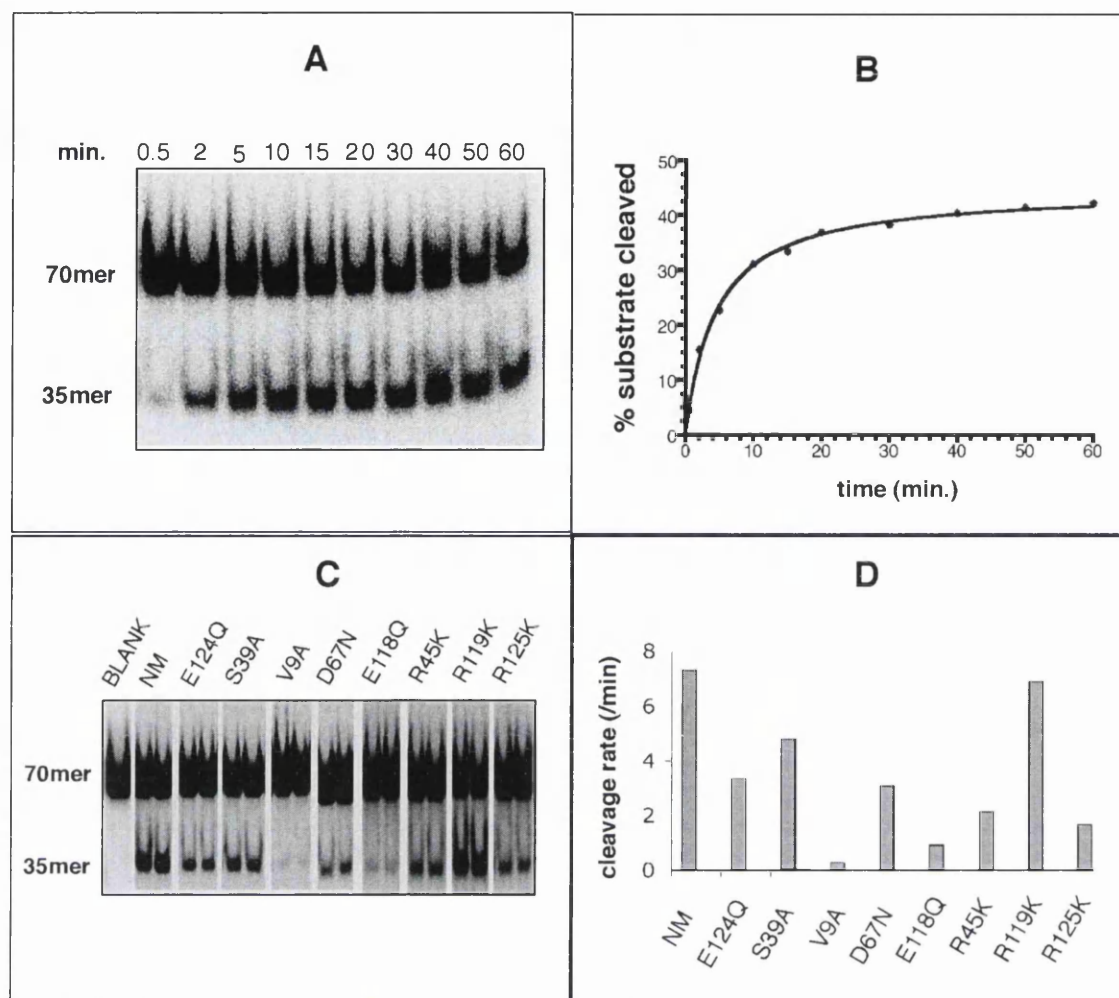 A
min. 0.5 2 5 10 15 20 30 40 50 60
70mer
35mer
B
% substrate cleaved
50
40
30
20
10
0
0 10 20 30 40 50 60
time (min.)
C
BLANK NM E124Q S39A V9A D67N E118Q R45K R119K R125K
70mer
35mer
D
cleavage rate (/min)
8
6
4
2
0
NM E124Q S39A V9A D67N E118Q R45K R119K R125K